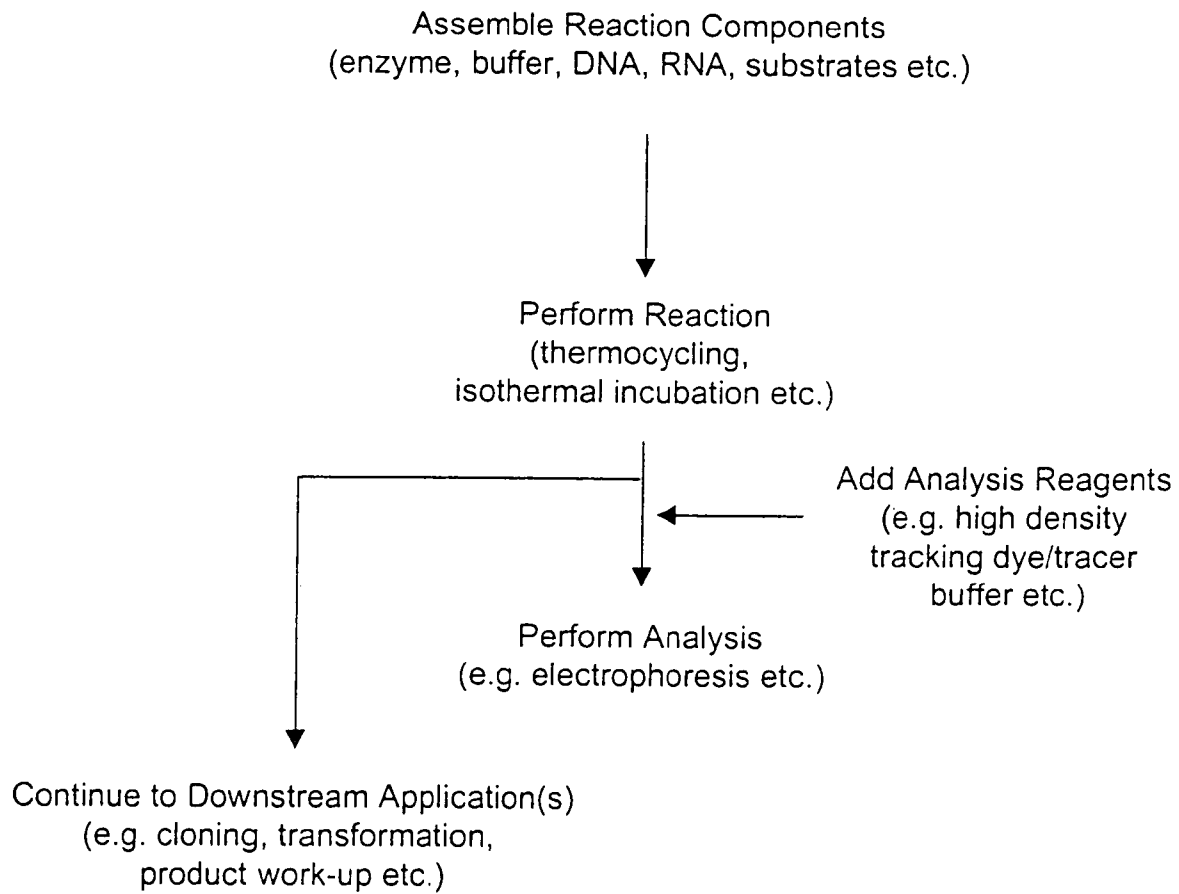 Assemble Reaction Components
(enzyme, buffer, DNA, RNA, substrates etc.)
Perform Reaction
(thermocycling,
isothermal incubation etc.)
Add Analysis Reagents
(e.g. high density
tracking dye/tracer
buffer etc.)
Perform Analysis
(e.g. electrophoresis etc.)
Continue to Downstream Application(s)
(e.g. cloning, transformation,
product work-up etc.)